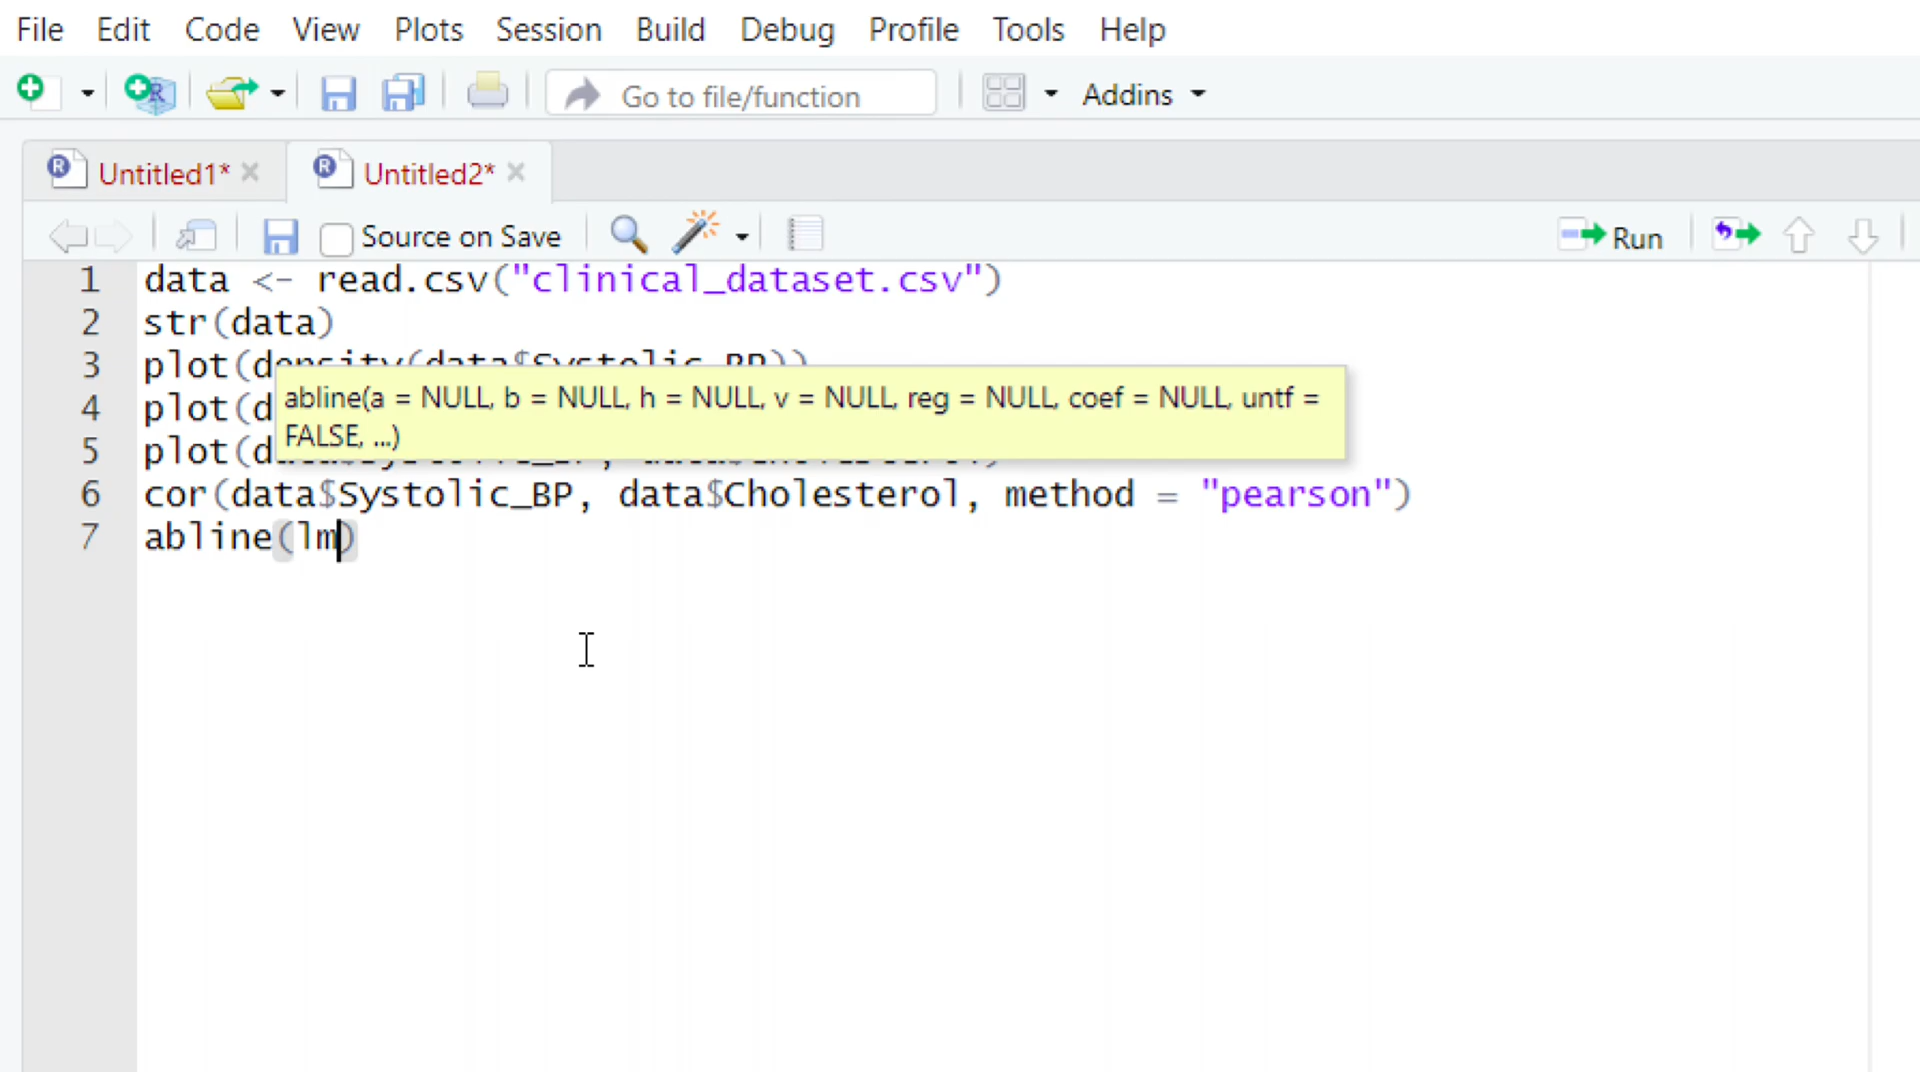 File Edit Code View Plots Session Build Debug Profile Tools Help
Go to file/function Addins
Untitled1* Untitled2*
Source on Save Run
1 data <- read.csv("clinical_dataset.csv")
2 str(data)
3 plot(density(data$Systolic_BP))
4 plot(d
abline(a = NULL, b = NULL, h = NULL, v = NULL, reg = NULL, coef = NULL, untf =
FALSE, ...)
5 plot(d
6 cor(data$Systolic_BP, data$Cholesterol, method = "pearson")
7 abline(lm)